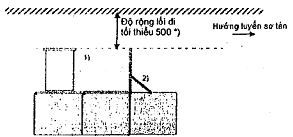 Độ rộng lối đi
tối thiểu 500 *)
Hướng tuyến sơ tán
1)
2)